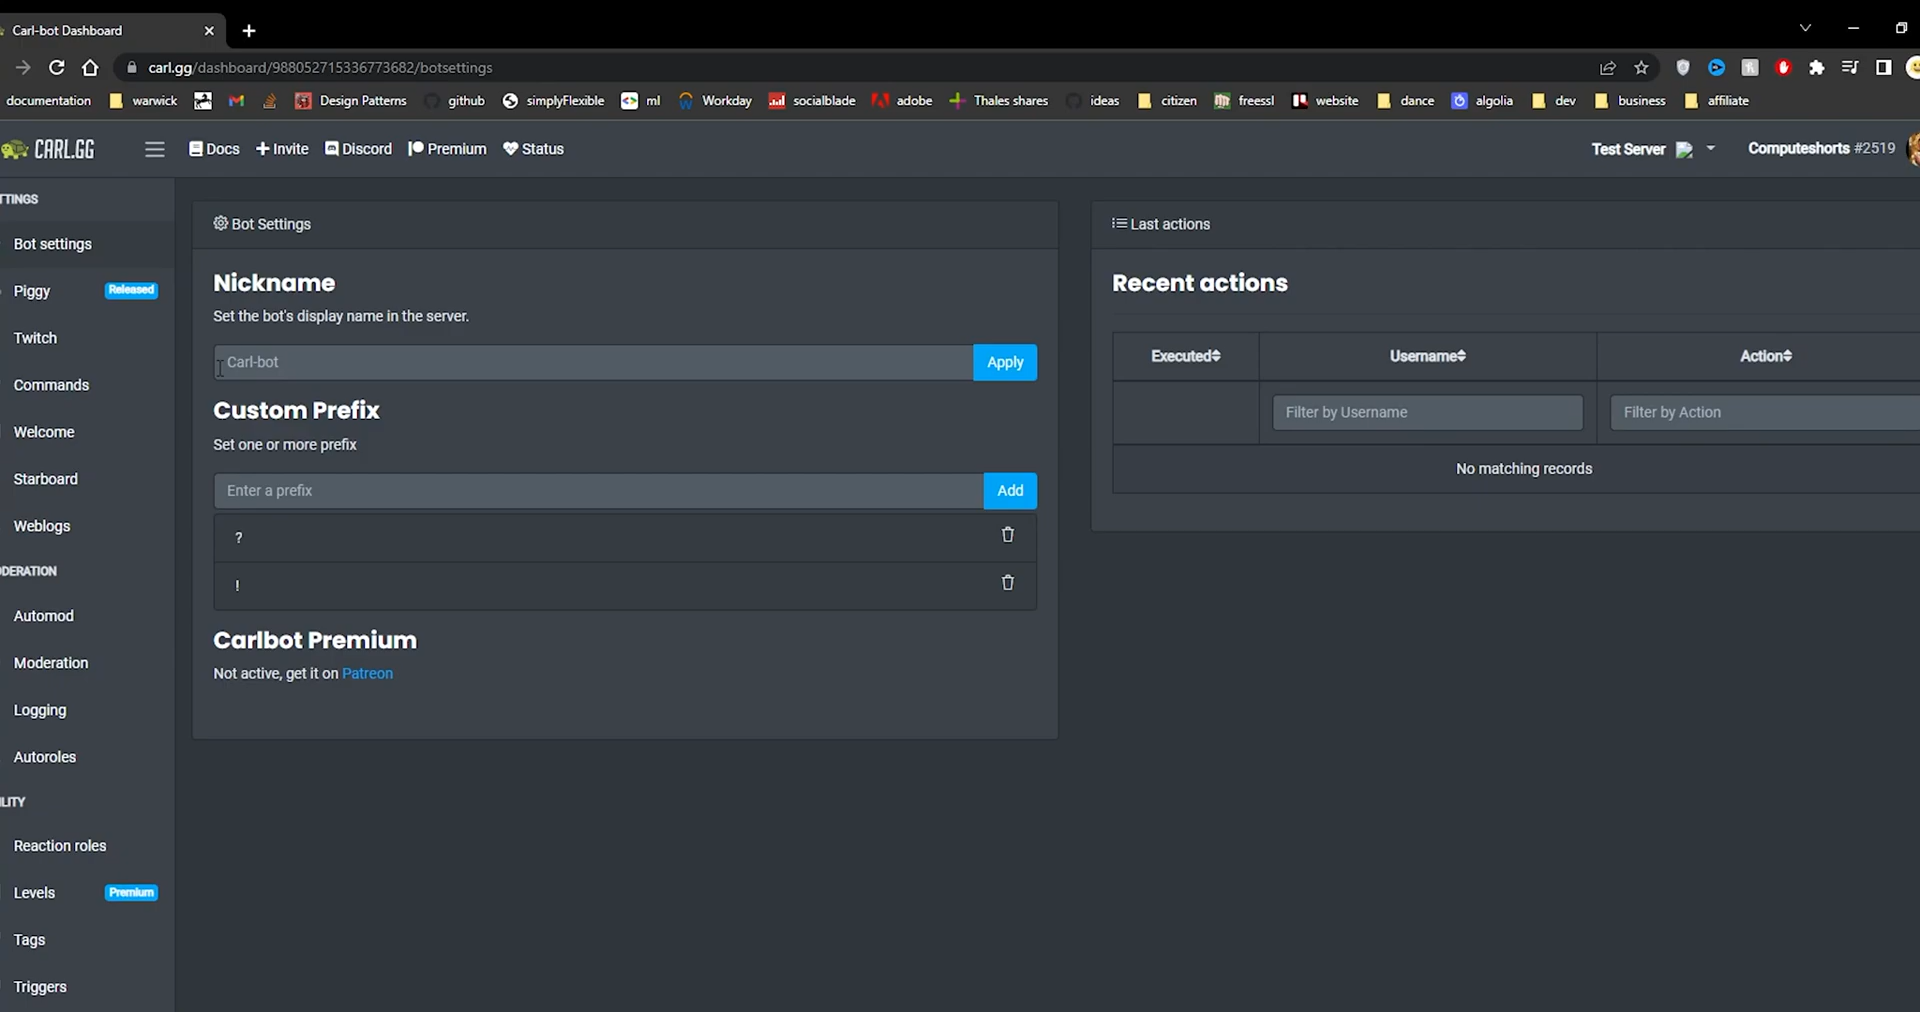 Carl-bot Dashboard
carl.gg/dashboard/988052715336773682/botsettings
documentation warwick Design Patterns github simplyFlexible ml Workday socialblade adobe Thales shares ideas citizen freessl website dance algolia dev business affiliate
CARL.GG Docs Invite Discord Premium Status Test Server Computeshorts #2519
TTINGS
Bot settings
Piggy Released
Twitch
Commands
Welcome
Starboard
Weblogs
DERATION
Automod
Moderation
Logging
Autoroles
ILITY
Reaction roles
Levels Premium
Tags
Triggers
Bot Settings
Nickname
Set the bot's display name in the server.
Carl-bot Apply
Custom Prefix
Set one or more prefix
Enter a prefix Add
?
!
Carlbot Premium
Not active, get it on Patreon
Last actions
Recent actions
Executed Username Action
Filter by Username Filter by Action
No matching records